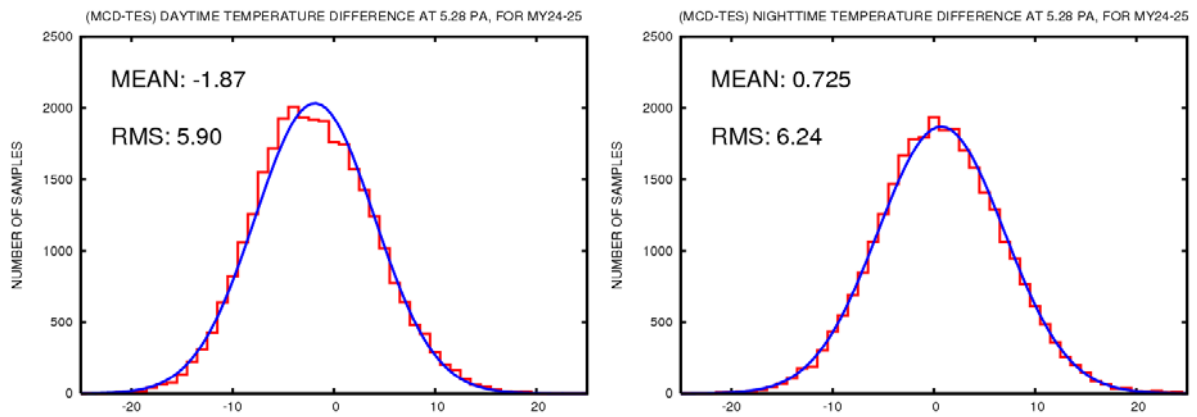 (MCD-TES) DAYTIME TEMPERATURE DIFFERENCE AT 5.28 PA, FOR MY24-25
2500
MEAN: -1.87
2000
RMS: 5.90
NUMBER OF SAMPLES
1500
1000
500
0
-20 -10 0 10 20
(MCD-TES) NIGHTTIME TEMPERATURE DIFFERENCE AT 5.28 PA, FOR MY24-25
2500
MEAN: 0.725
2000
RMS: 6.24
NUMBER OF SAMPLES
1500
1000
500
0
-20 -10 0 10 20